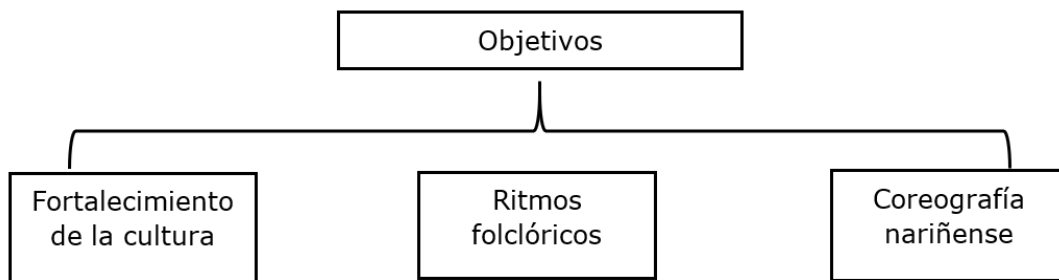 Objetivos
Fortalecimiento
de la cultura
Ritmos
folclóricos
Coreografía
nariñense